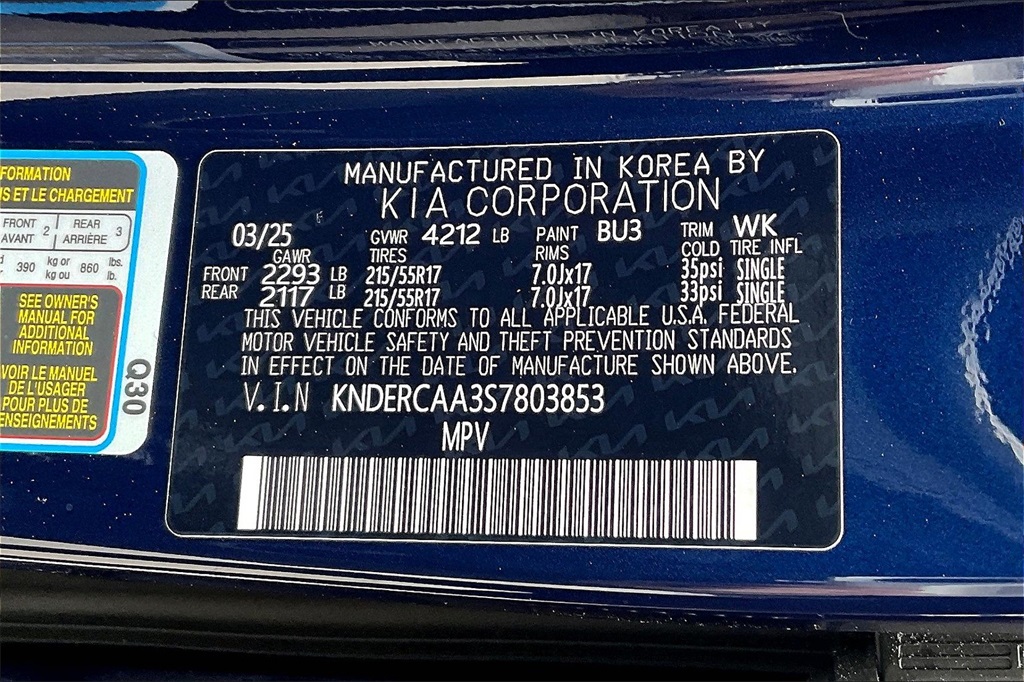 MANUFACTURED IN KOREA BY
KIA CORPORATION
03/25 GVWR 4212 LB PAINT BU3 TRIM WK
GAWR TIRES RIMS COLD TIRE INFL
FRONT 2293 LB 215/55R17 7.0Jx17 35psi SINGLE
REAR 2117 LB 215/55R17 7.0Jx17 33psi SINGLE
THIS VEHICLE CONFORMS TO ALL APPLICABLE U.S.A. FEDERAL
MOTOR VEHICLE SAFETY AND THEFT PREVENTION STANDARDS
IN EFFECT ON THE DATE OF MANUFACTURE SHOWN ABOVE.
V.I.N KNDERCAA3S7803853
MPV
ET LE CHARGEMENT
FRONT 2 REAR 3
AVANT ARRIÈRE
390 kg or 860 lbs.
kg ou lb.
SEE OWNER'S
MANUAL FOR
ADDITIONAL
INFORMATION
VOIR LE MANUEL
DE L'USAGER
POUR PLUS DE
Q30